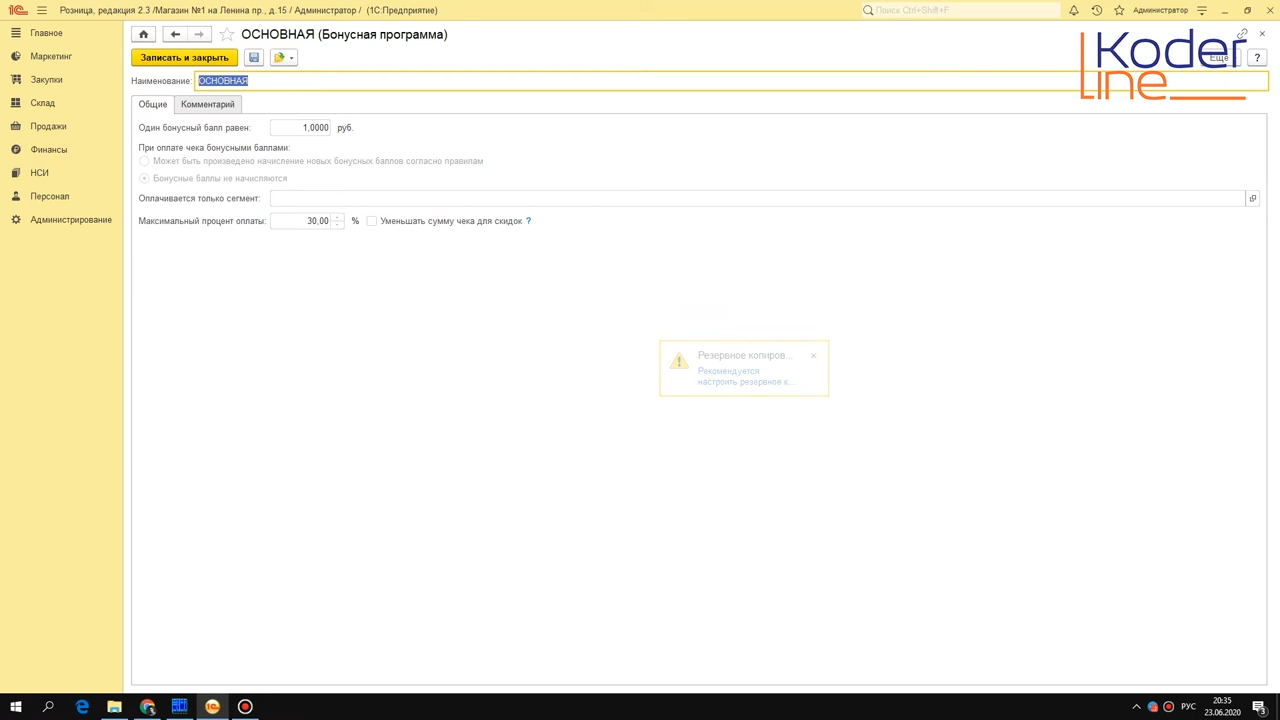 Розница, редакция 2.3 /Магазин №1 на Ленина пр., д.15 / Администратор / (1С:Предприятие)
Поиск Ctrl+Shift+F
Администратор
Главное
Маркетинг
Закупки
Склад
Продажи
Финансы
НСИ
Персонал
Администрирование
ОСНОВНАЯ (Бонусная программа)
Записать и закрыть
Еще
?
Koder
line
Наименование: ОСНОВНАЯ
Общие
Комментарий
Один бонусный балл равен: 1,0000 руб.
При оплате чека бонусными баллами:
Может быть произведено начисление новых бонусных баллов согласно правилам
Бонусные баллы не начисляются
Оплачивается только сегмент:
Максимальный процент оплаты: 30,00 % Уменьшать сумму чека для скидок ?
Резервное копиров...
Рекомендуется
настроить резервное к...
РУС
20:35
23.06.2020
3